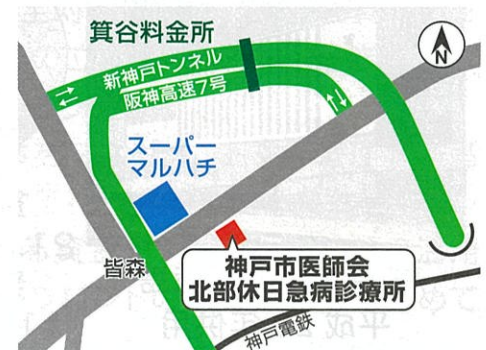 箕谷料金所
N
新神戸トンネル
阪神高速7号
スーパー
マルハチ
皆森
神戸市医師会
北部休日急病診療所
神戸電鉄